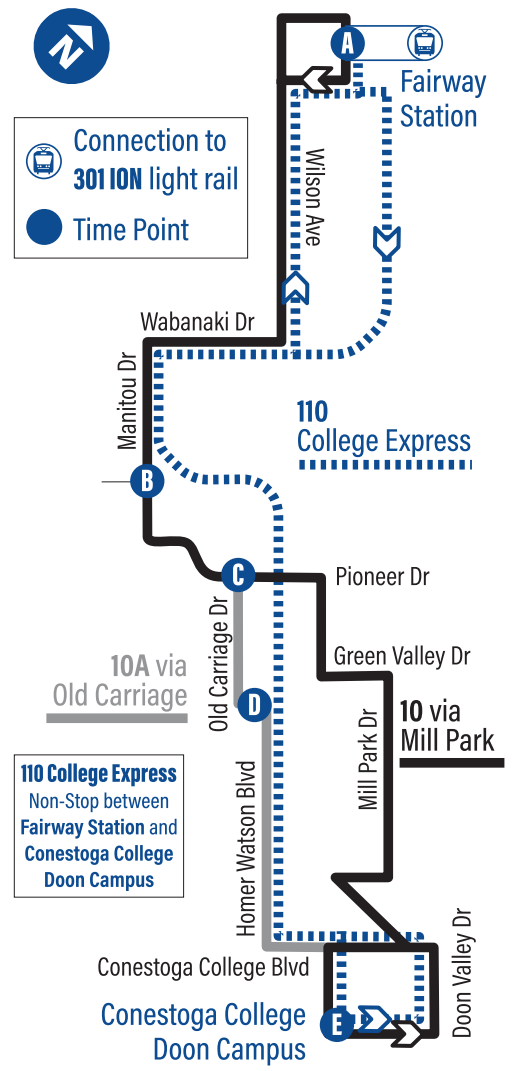 N
A
Fairway
Station
Connection to
301 ION light rail
Time Point
Wilson Ave
Wabanaki Dr
Manitou Dr
110
College Express
B
C
Pioneer Dr
Old Carriage Dr
Green Valley Dr
10A via
Old Carriage
D
10 via
Mill Park
Mill Park Dr
110 College Express
Non-Stop between
Fairway Station and
Conestoga College
Doon Campus
Homer Watson Blvd
Conestoga College Blvd
Doon Valley Dr
Conestoga College
Doon Campus
E